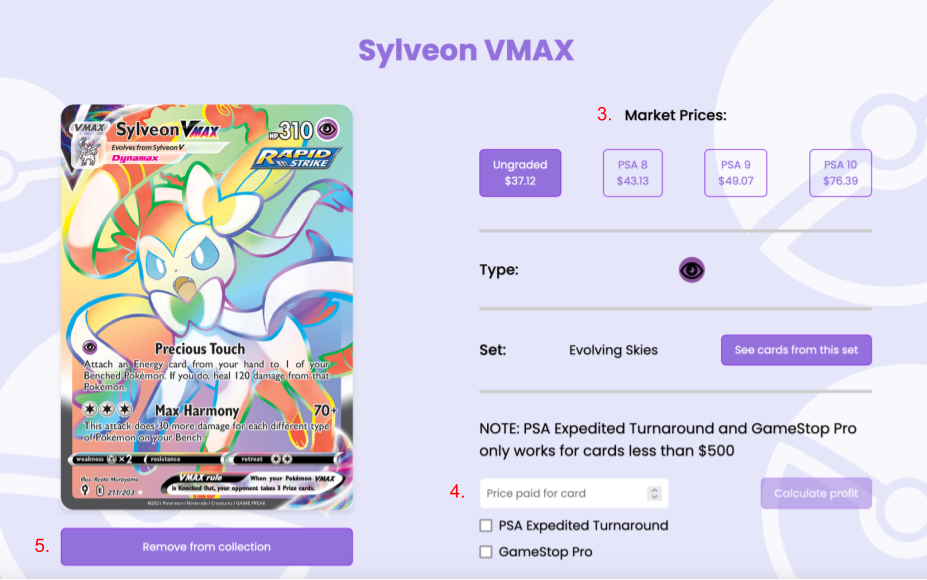 Sylveon VMAX
VMAX
Sylveon VMAX
HP310
Evolves from Sylveon V
Dynamax
RAPID
STRIKE
Precious Touch
Attach an Energy card from your hand to 1 of your
Benched Pokémon. If you do, heal 120 damage from that
Pokémon.
Max Harmony 70+
This attack does 30 more damage for each different type
of Pokémon on your Bench.
weakness ×2 resistance retreat
Illus. Ryota Murayama
E 211/203
VMAX rule When your Pokémon VMAX
is Knocked Out, your opponent takes 3 Prize cards.
©2021 Pokémon / Nintendo / Creatures / GAME FREAK
5. Remove from collection
3. Market Prices:
Ungraded
$37.12
PSA 8
$43.13
PSA 9
$49.07
PSA 10
$76.39
Type:
Set: Evolving Skies See cards from this set
NOTE: PSA Expedited Turnaround and GameStop Pro
only works for cards less than $500
4. Price paid for card Calculate profit
PSA Expedited Turnaround
GameStop Pro